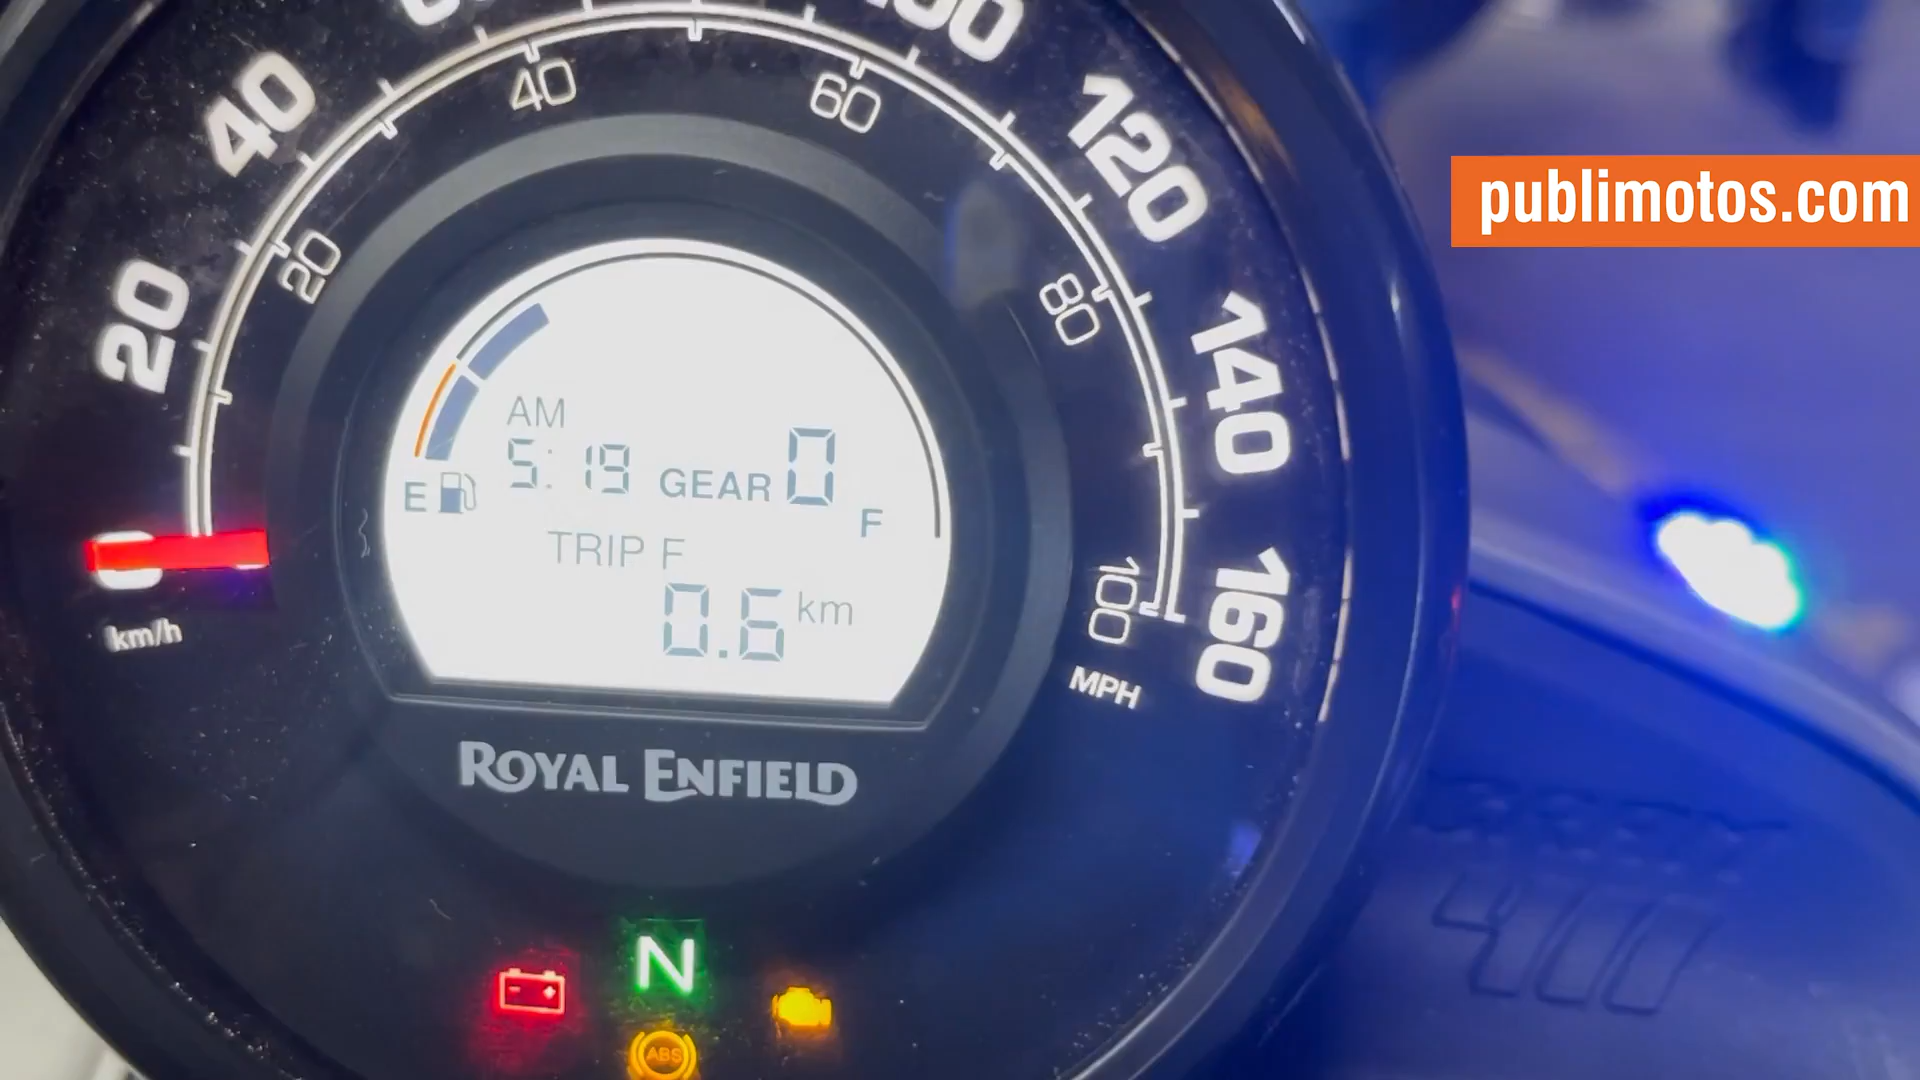 40
120
20
140
160
20
40
60
80
100
km/h
MPH
publimotos.com
AM
5:19 GEAR 0
E
F
TRIP F
0.6 km
ROYAL ENFIELD
N
ABS